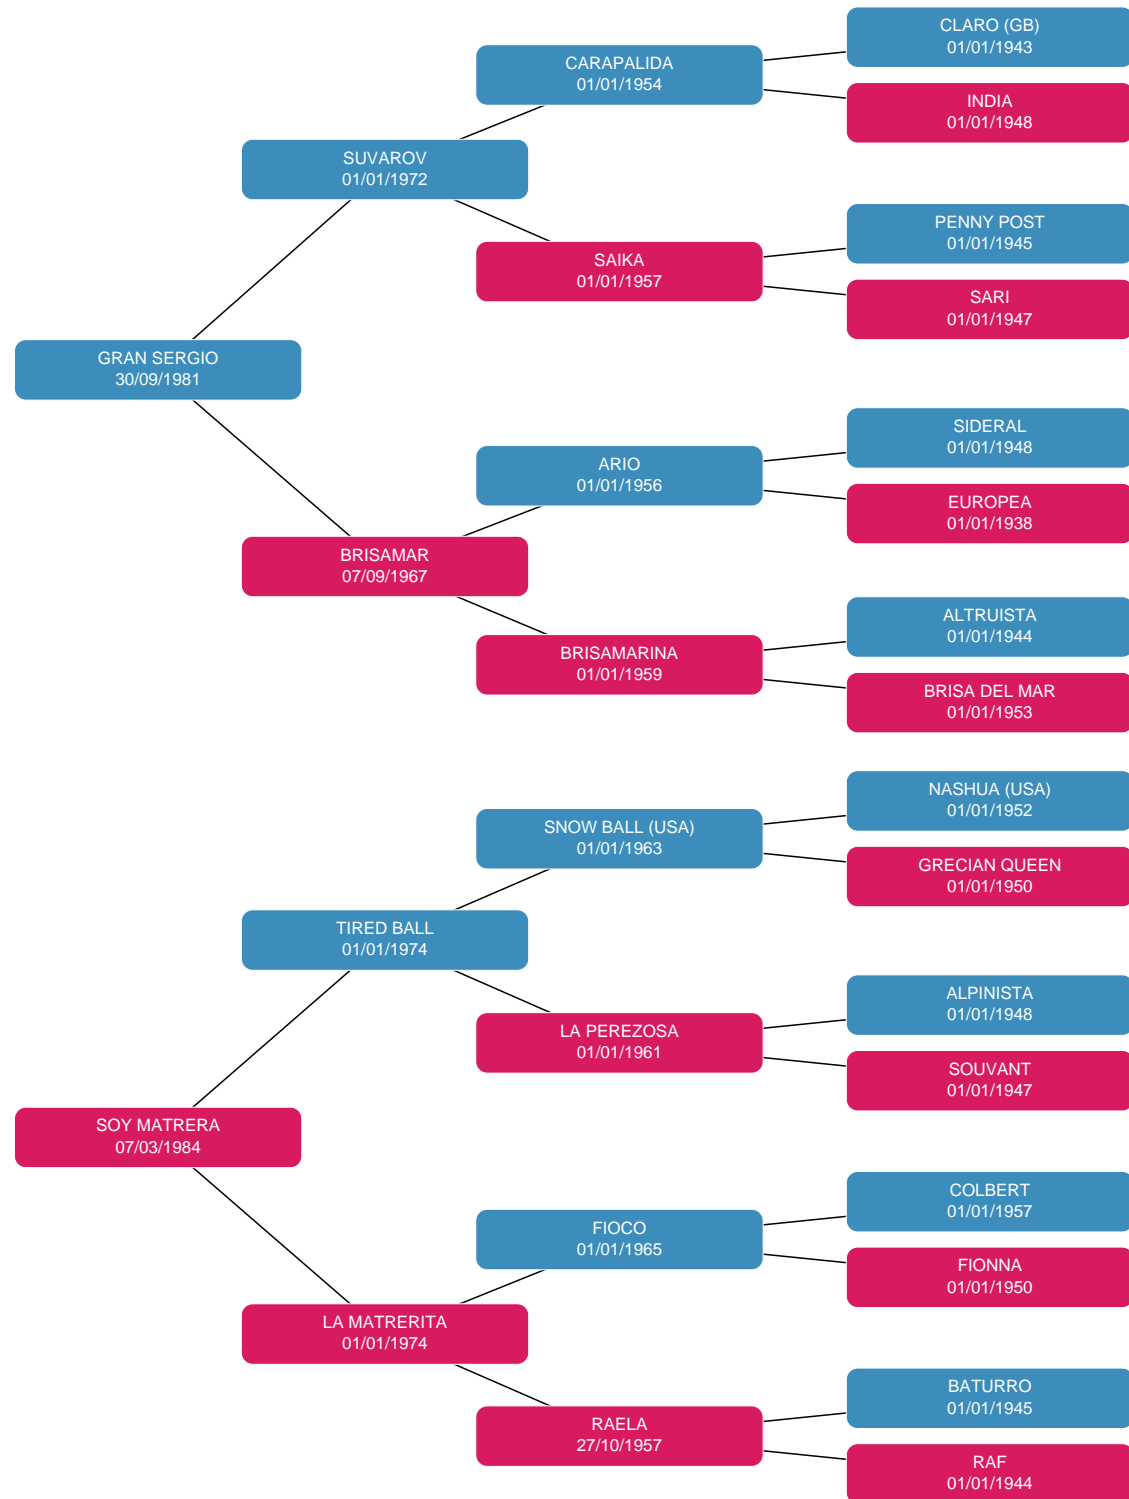 CLARO (GB)
01/01/1943
CARAPALIDA
01/01/1954
INDIA
01/01/1948
SUVAROV
01/01/1972
PENNY POST
01/01/1945
SAIKA
01/01/1957
SARI
01/01/1947
GRAN SERGIO
30/09/1981
SIDERAL
01/01/1948
ARIO
01/01/1956
EUROPEA
01/01/1938
BRISAMAR
07/09/1967
ALTRUISTA
01/01/1944
BRISAMARINA
01/01/1959
BRISA DEL MAR
01/01/1953
NASHUA (USA)
01/01/1952
SNOW BALL (USA)
01/01/1963
GRECIAN QUEEN
01/01/1950
TIRED BALL
01/01/1974
ALPINISTA
01/01/1948
LA PEREZOSA
01/01/1961
SOUVANT
01/01/1947
SOY MATRERA
07/03/1984
COLBERT
01/01/1957
FIOCO
01/01/1965
FIONNA
01/01/1950
LA MATRERITA
01/01/1974
BATURRO
01/01/1945
RAELA
27/10/1957
RAF
01/01/1944